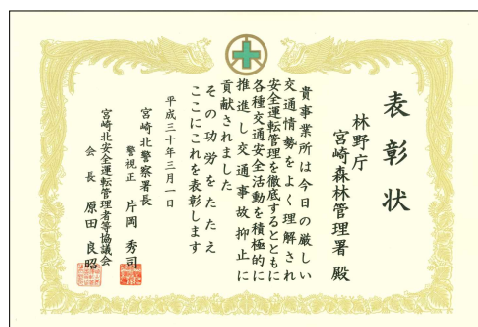 表彰状
林野庁
宮崎森林管理署 殿
貴事業所は今日の厳しい
交通情勢をよく理解され
安全運転管理を徹底するとともに
各種交通安全活動を積極的に
推進し交通事故抑止に
貢献されました
その功労をたたえ
ここにこれを表彰します
平成三十年三月一日
宮崎北警察署長
警視正 片岡秀司
宮崎北安全運転管理者等協議会
会長 原田良昭